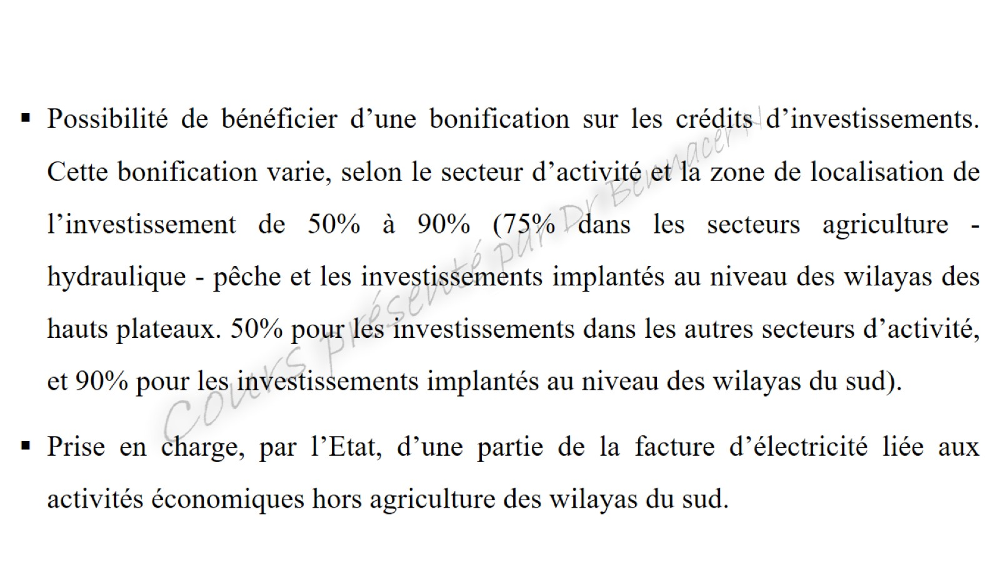 ▪ Possibilité de bénéficier d’une bonification sur les crédits d’investissements.
Cette bonification varie, selon le secteur d’activité et la zone de localisation de
l’investissement de 50% à 90% (75% dans les secteurs agriculture -
hydraulique - pêche et les investissements implantés au niveau des wilayas des
hauts plateaux. 50% pour les investissements dans les autres secteurs d’activité,
et 90% pour les investissements implantés au niveau des wilayas du sud).
▪ Prise en charge, par l’Etat, d’une partie de la facture d’électricité liée aux
activités économiques hors agriculture des wilayas du sud.
Cours présenté par Dr Bennacer N